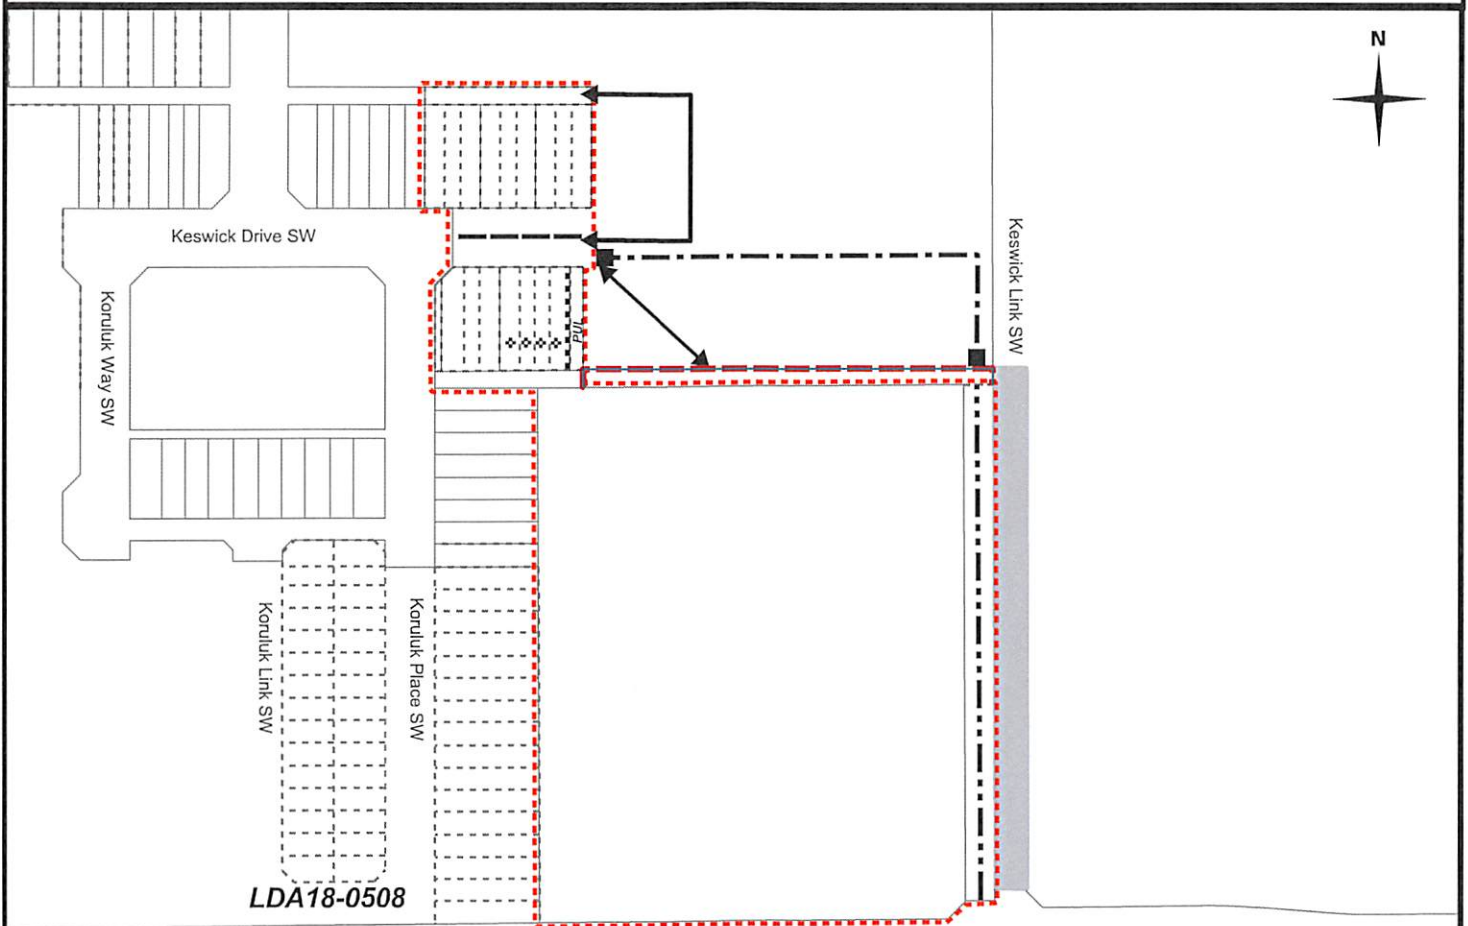 N
Keswick Drive SW
Keswick Link SW
Koruluk Way SW
PUL
Koruluk Link SW
Koruluk Place SW
LDA18-0508